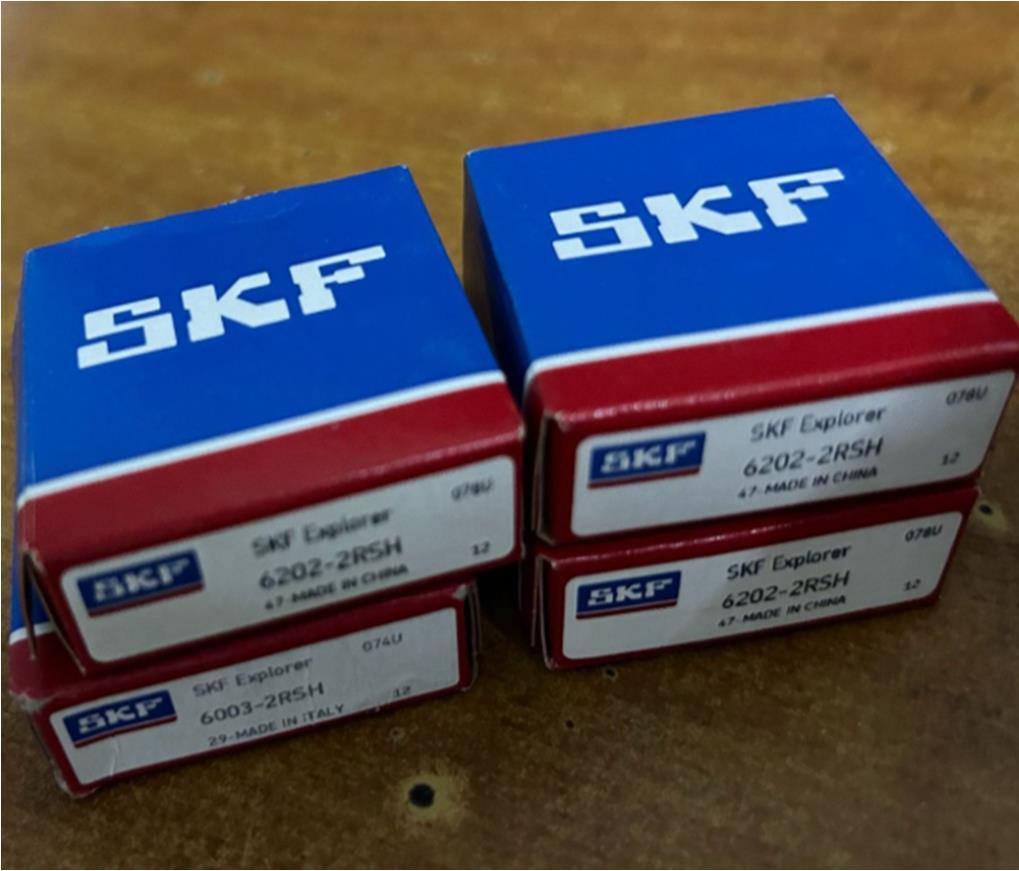 SKF
SKF
SKF
SKF Explorer
078U
6202-2RSH
12
47-MADE IN CHINA
SKF
SKF Explorer
074U
6003-2RSH
12
29-MADE IN ITALY
SKF
SKF Explorer
078U
6202-2RSH
12
47-MADE IN CHINA
SKF
SKF Explorer
078U
6202-2RSH
12
47-MADE IN CHINA